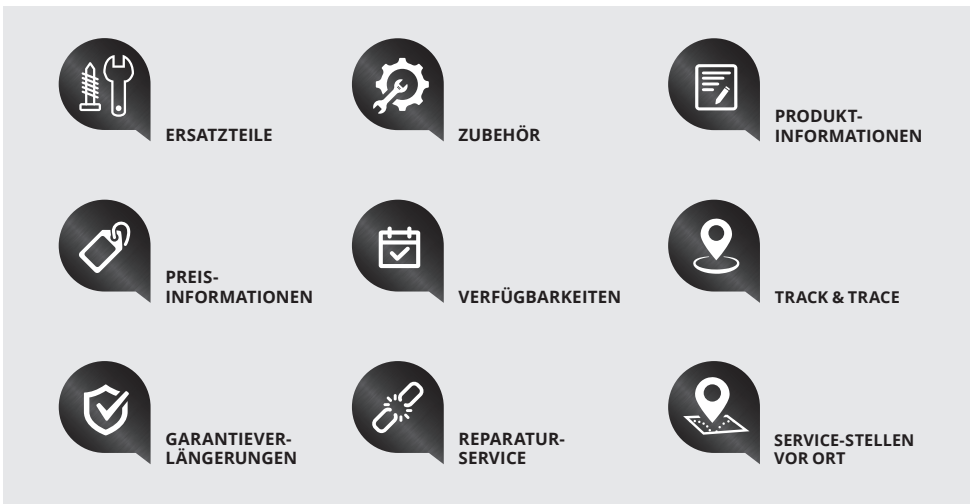 ERSATZTEILE
ZUBEHÖR
PRODUKT-
INFORMATIONEN
PREIS-
INFORMATIONEN
VERFÜGBARKEITEN
TRACK & TRACE
GARANTIEVER-
LÄNGERUNGEN
REPARATUR-
SERVICE
SERVICE-STELLEN
VOR ORT